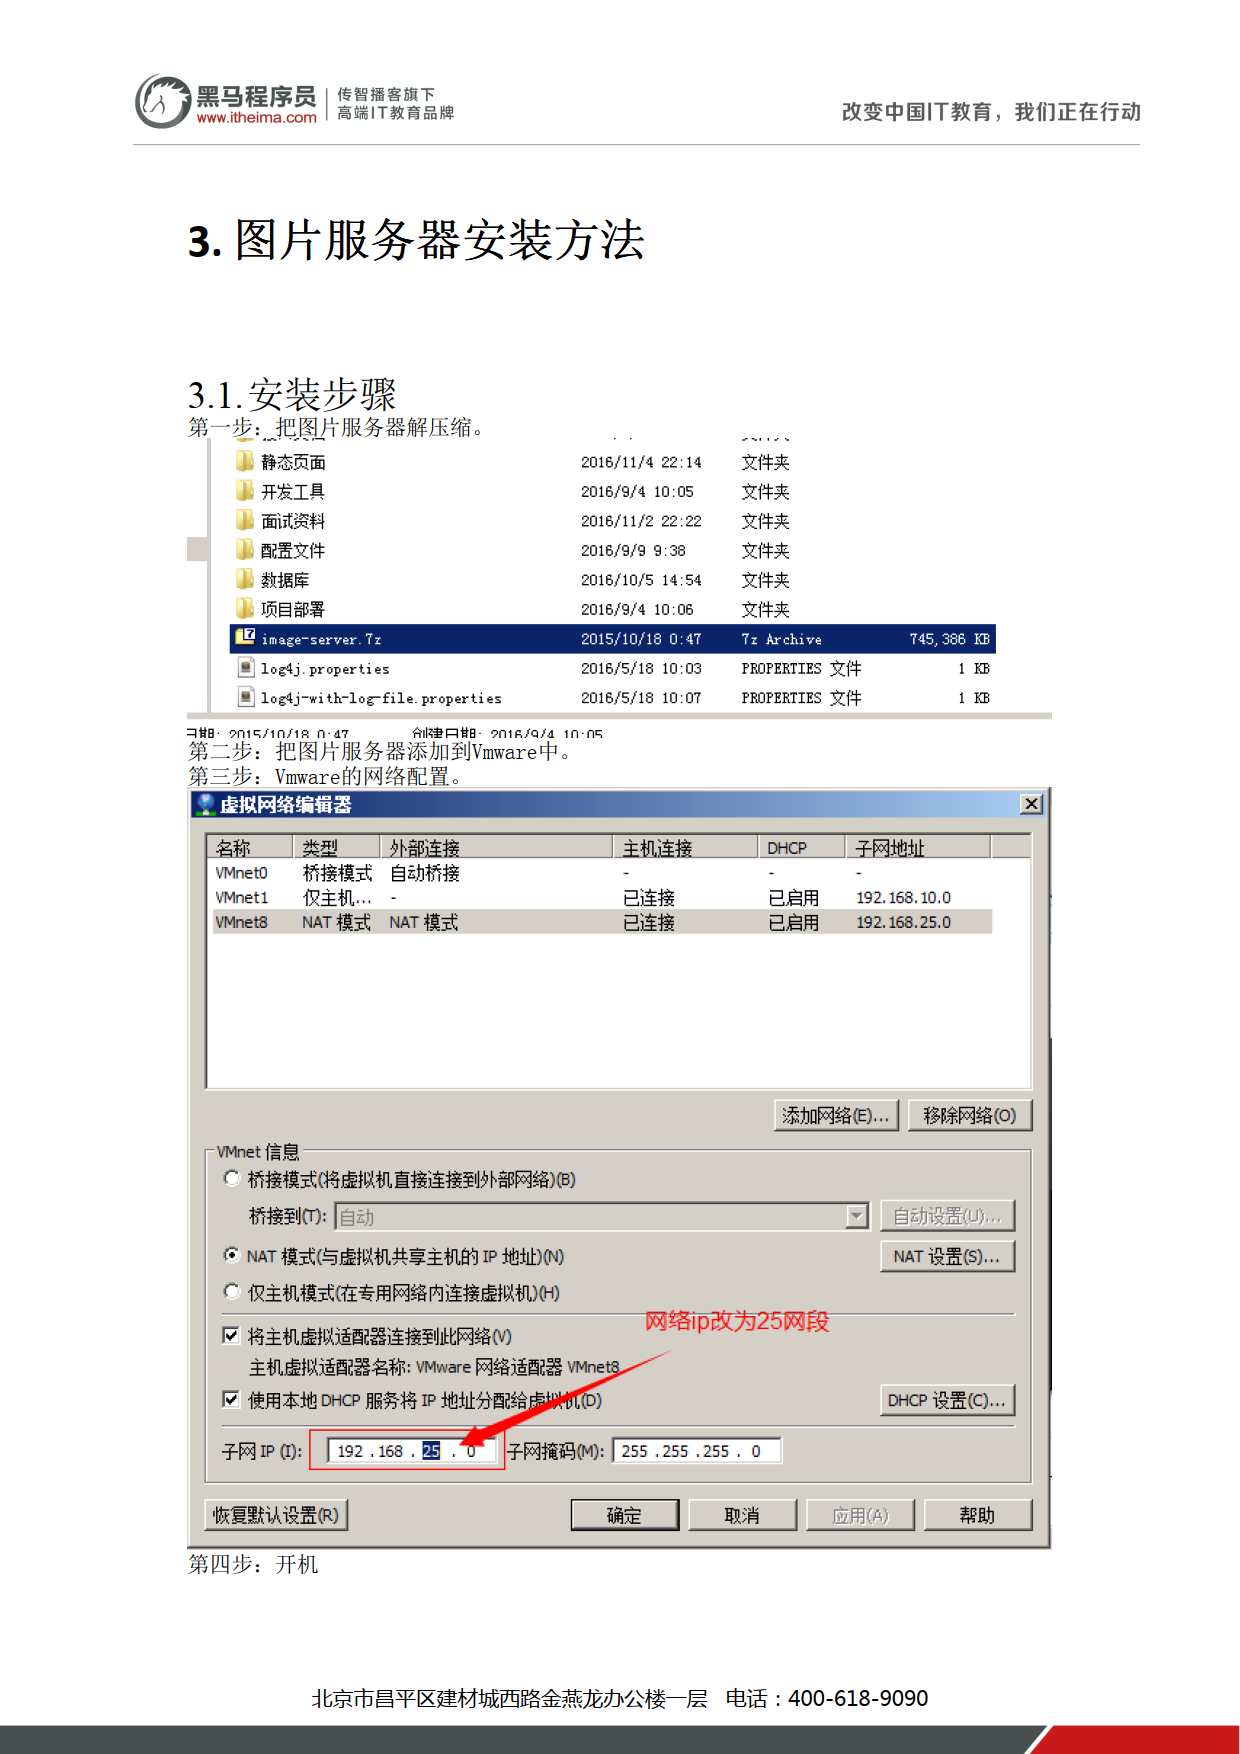 黑马程序员
www.itheima.com
传智播客旗下
高端IT教育品牌
改变中国IT教育，我们正在行动
3. 图片服务器安装方法
3.1. 安装步骤
第一步：把图片服务器解压缩。
静态页面 2016/11/4 22:14 文件夹
开发工具 2016/9/4 10:05 文件夹
面试资料 2016/11/2 22:22 文件夹
配置文件 2016/9/9 9:38 文件夹
数据库 2016/10/5 14:54 文件夹
项目部署 2016/9/4 10:06 文件夹
image-server.7z 2015/10/18 0:47 7z Archive 745,386 KB
log4j.properties 2016/5/18 10:03 PROPERTIES 文件 1 KB
log4j-with-log-file.properties 2016/5/18 10:07 PROPERTIES 文件 1 KB
日期: 2015/10/18 0:47 创建日期: 2016/9/4 10:05
第二步：把图片服务器添加到Vmware中。
第三步：Vmware的网络配置。
虚拟网络编辑器
名称 类型 外部连接 主机连接 DHCP 子网地址
VMnet0 桥接模式 自动桥接 - - -
VMnet1 仅主机... - 已连接 已启用 192.168.10.0
VMnet8 NAT 模式 NAT 模式 已连接 已启用 192.168.25.0
添加网络(E)... 移除网络(O)
VMnet 信息
桥接模式(将虚拟机直接连接到外部网络)(B)
桥接到(T): 自动 自动设置(U)...
NAT 模式(与虚拟机共享主机的 IP 地址)(N) NAT 设置(S)...
仅主机模式(在专用网络内连接虚拟机)(H)
网络ip改为25网段
将主机虚拟适配器连接到此网络(V)
主机虚拟适配器名称: VMware 网络适配器 VMnet8
使用本地 DHCP 服务将 IP 地址分配给虚拟机(D) DHCP 设置(C)...
子网 IP (I): 192 . 168 . 25 . 0 子网掩码(M): 255 . 255 . 255 . 0
恢复默认设置(R) 确定 取消 应用(A) 帮助
第四步：开机
北京市昌平区建材城西路金燕龙办公楼一层 电话：400-618-9090